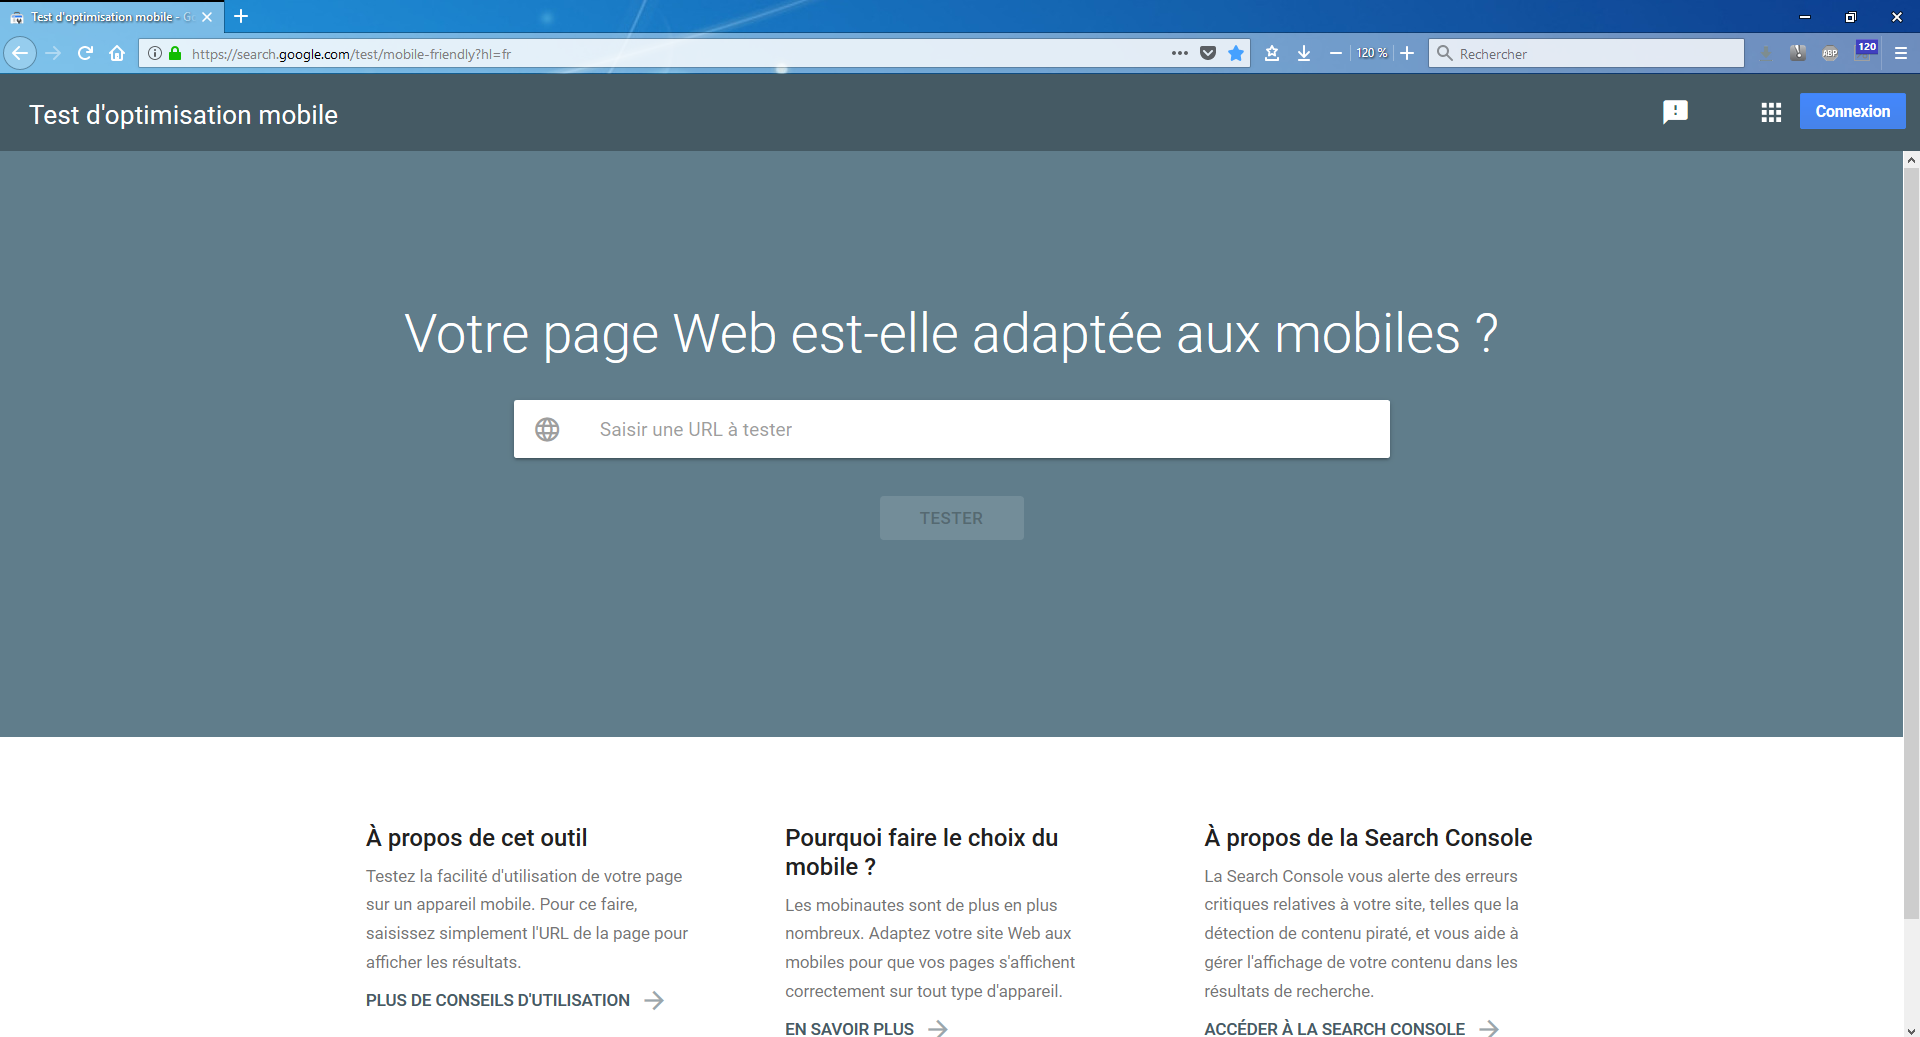 Test d'optimisation mobile - G
https://search.google.com/test/mobile-friendly?hl=fr
120 %
Rechercher
ABP
120
Test d'optimisation mobile
Connexion
Votre page Web est-elle adaptée aux mobiles ?
Saisir une URL à tester
TESTER
À propos de cet outil
Testez la facilité d'utilisation de votre page
sur un appareil mobile. Pour ce faire,
saisissez simplement l'URL de la page pour
afficher les résultats.
PLUS DE CONSEILS D'UTILISATION
Pourquoi faire le choix du
mobile ?
Les mobinautes sont de plus en plus
nombreux. Adaptez votre site Web aux
mobiles pour que vos pages s'affichent
correctement sur tout type d'appareil.
EN SAVOIR PLUS
À propos de la Search Console
La Search Console vous alerte des erreurs
critiques relatives à votre site, telles que la
détection de contenu piraté, et vous aide à
gérer l'affichage de votre contenu dans les
résultats de recherche.
ACCÉDER À LA SEARCH CONSOLE